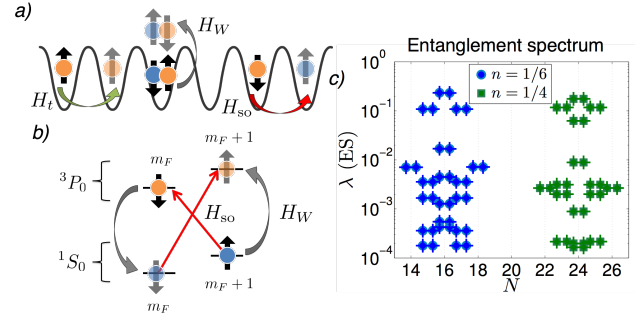 a)
H_W
H_t
H_so
b)
m_F
m_F + 1
^3P_0
H_so
H_W
^1S_0
m_F
m_F + 1
Entanglement spectrum
c)
n = 1/6
n = 1/4
10^0
10^-1
10^-2
10^-3
10^-4
λ (ES)
14 16 18 20 22 24 26
N